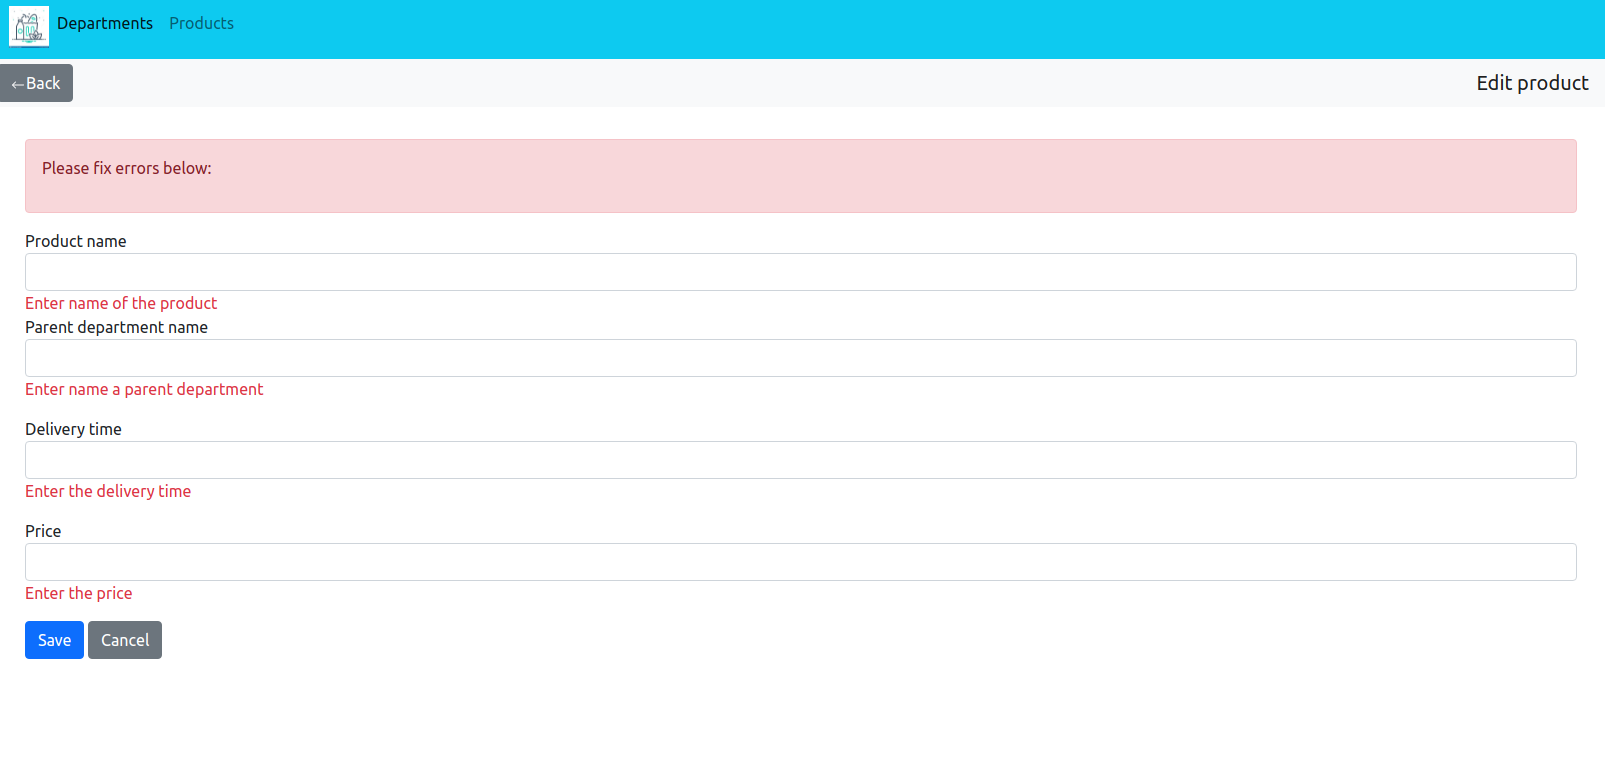 Departments Products
←Back
Edit product
Please fix errors below:
Product name
Enter name of the product
Parent department name
Enter name a parent department
Delivery time
Enter the delivery time
Price
Enter the price
Save Cancel